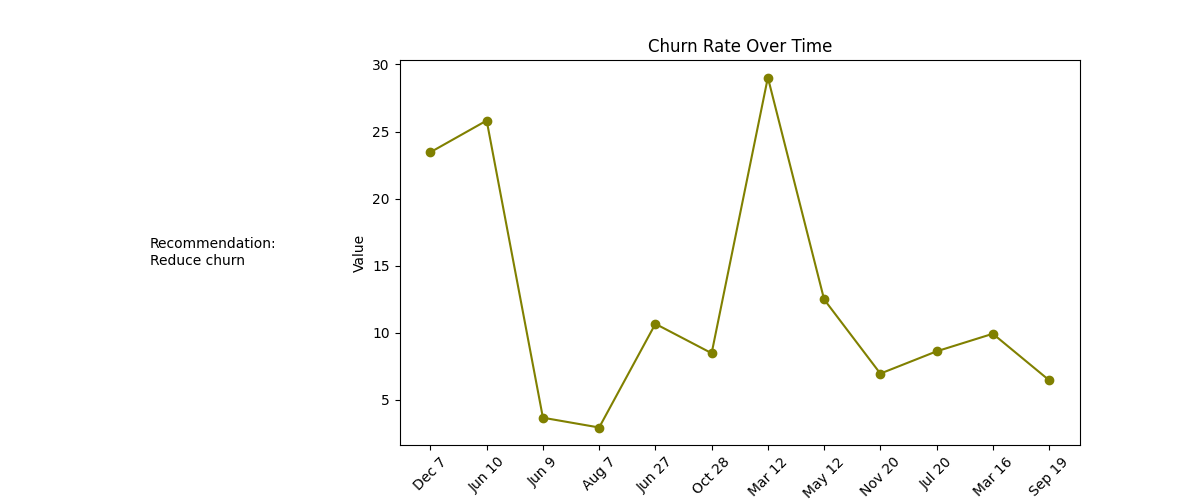 Churn Rate Over Time
Recommendation:
Reduce churn
Value
30
25
20
15
10
5
Dec 7
Jun 10
Jun 9
Aug 7
Jun 27
Oct 28
Mar 12
May 12
Nov 20
Jul 20
Mar 16
Sep 19